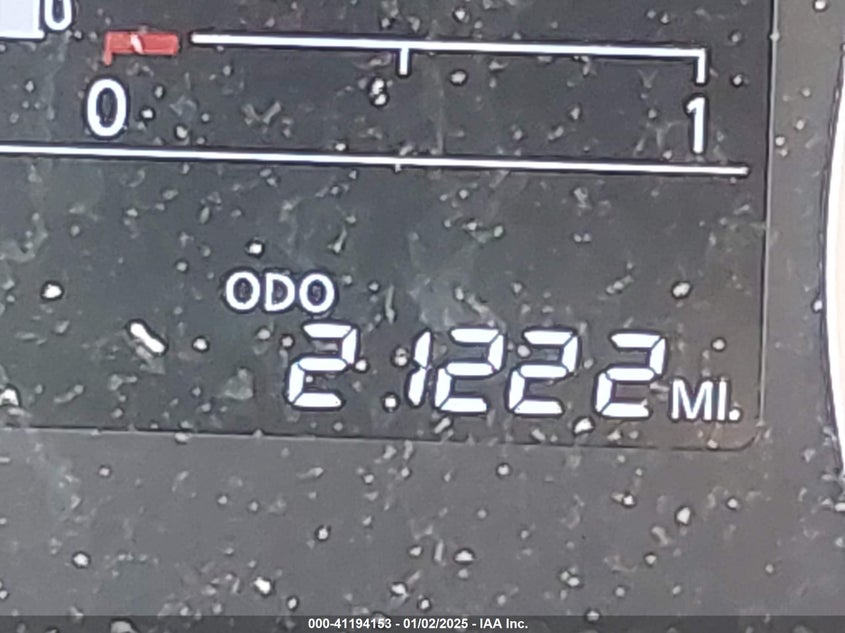 0
0 1
ODO
21222 MI.
000-41194153 - 01/02/2025 - IAA Inc.